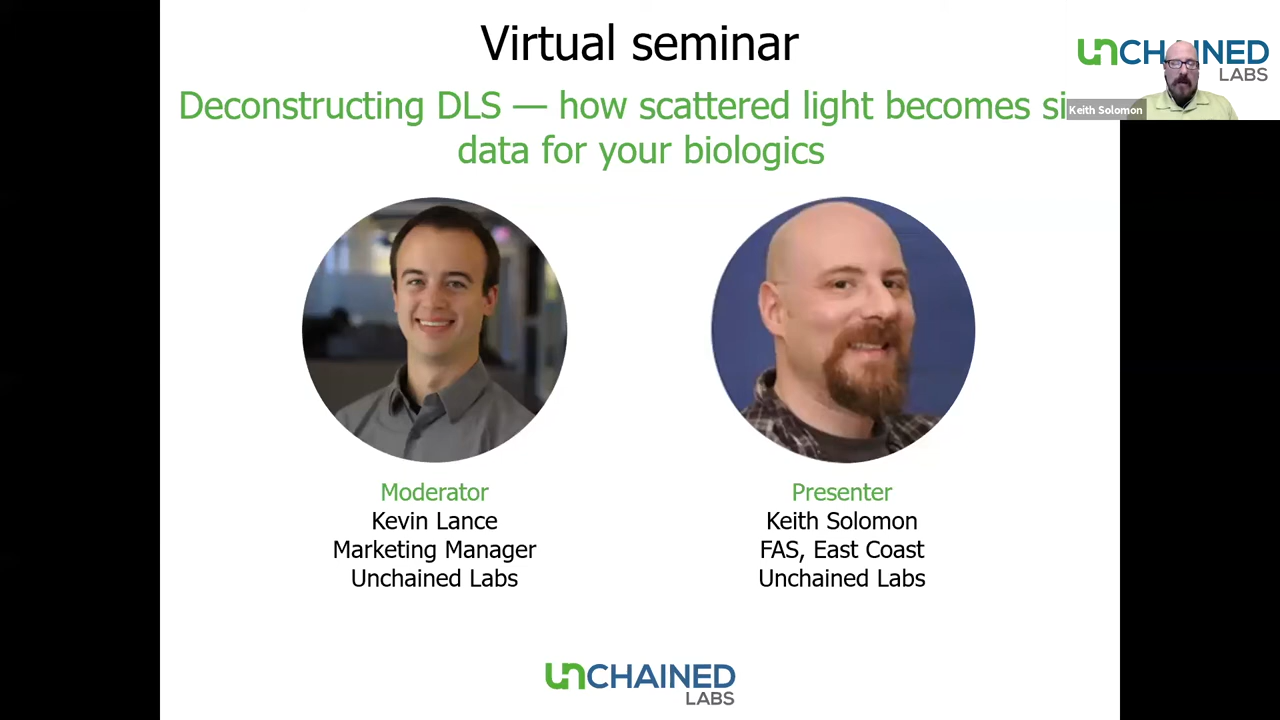 Virtual seminar
UNCHAINED
LABS
Deconstructing DLS — how scattered light becomes
Keith Solomon
data for your biologics
Moderator
Kevin Lance
Marketing Manager
Unchained Labs
Presenter
Keith Solomon
FAS, East Coast
Unchained Labs
UNCHAINED
LABS